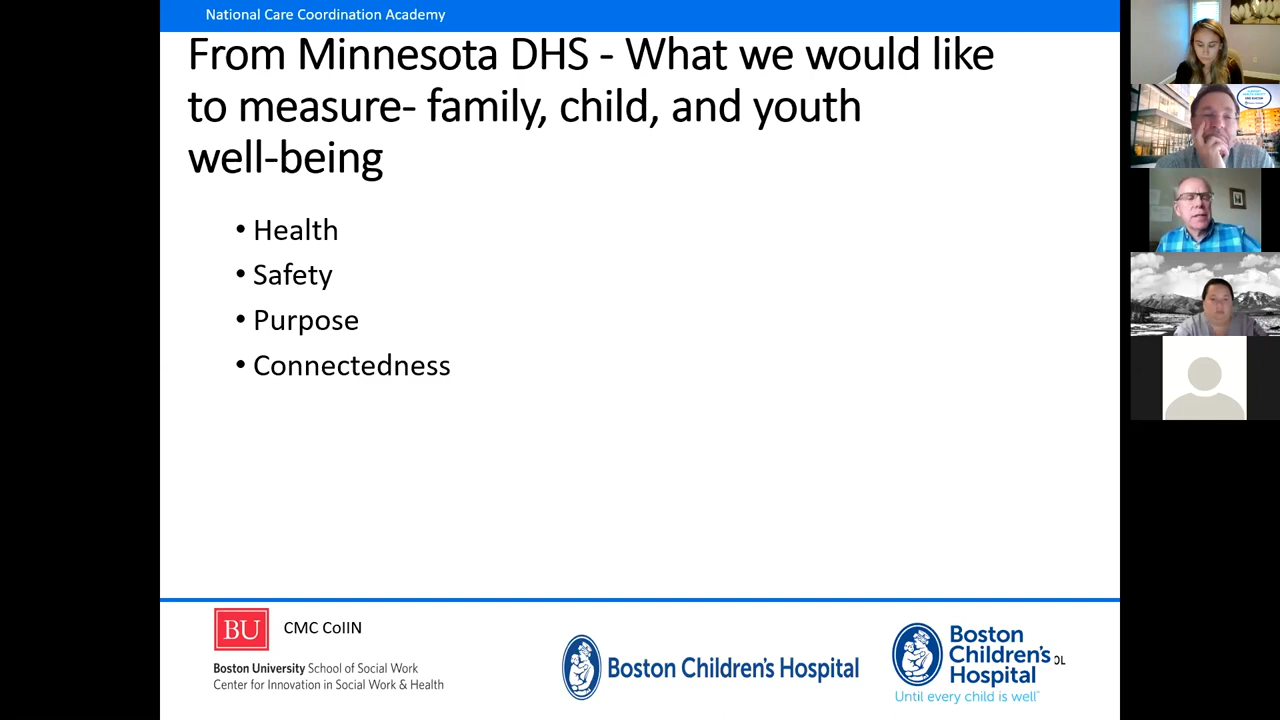 National Care Coordination Academy
From Minnesota DHS - What we would like
to measure- family, child, and youth
well-being
• Health
• Safety
• Purpose
• Connectedness
BU
CMC CoIIN
Boston University School of Social Work
Center for Innovation in Social Work & Health
Boston Children's Hospital
Boston
Children's
Hospital
Until every child is well™
OL